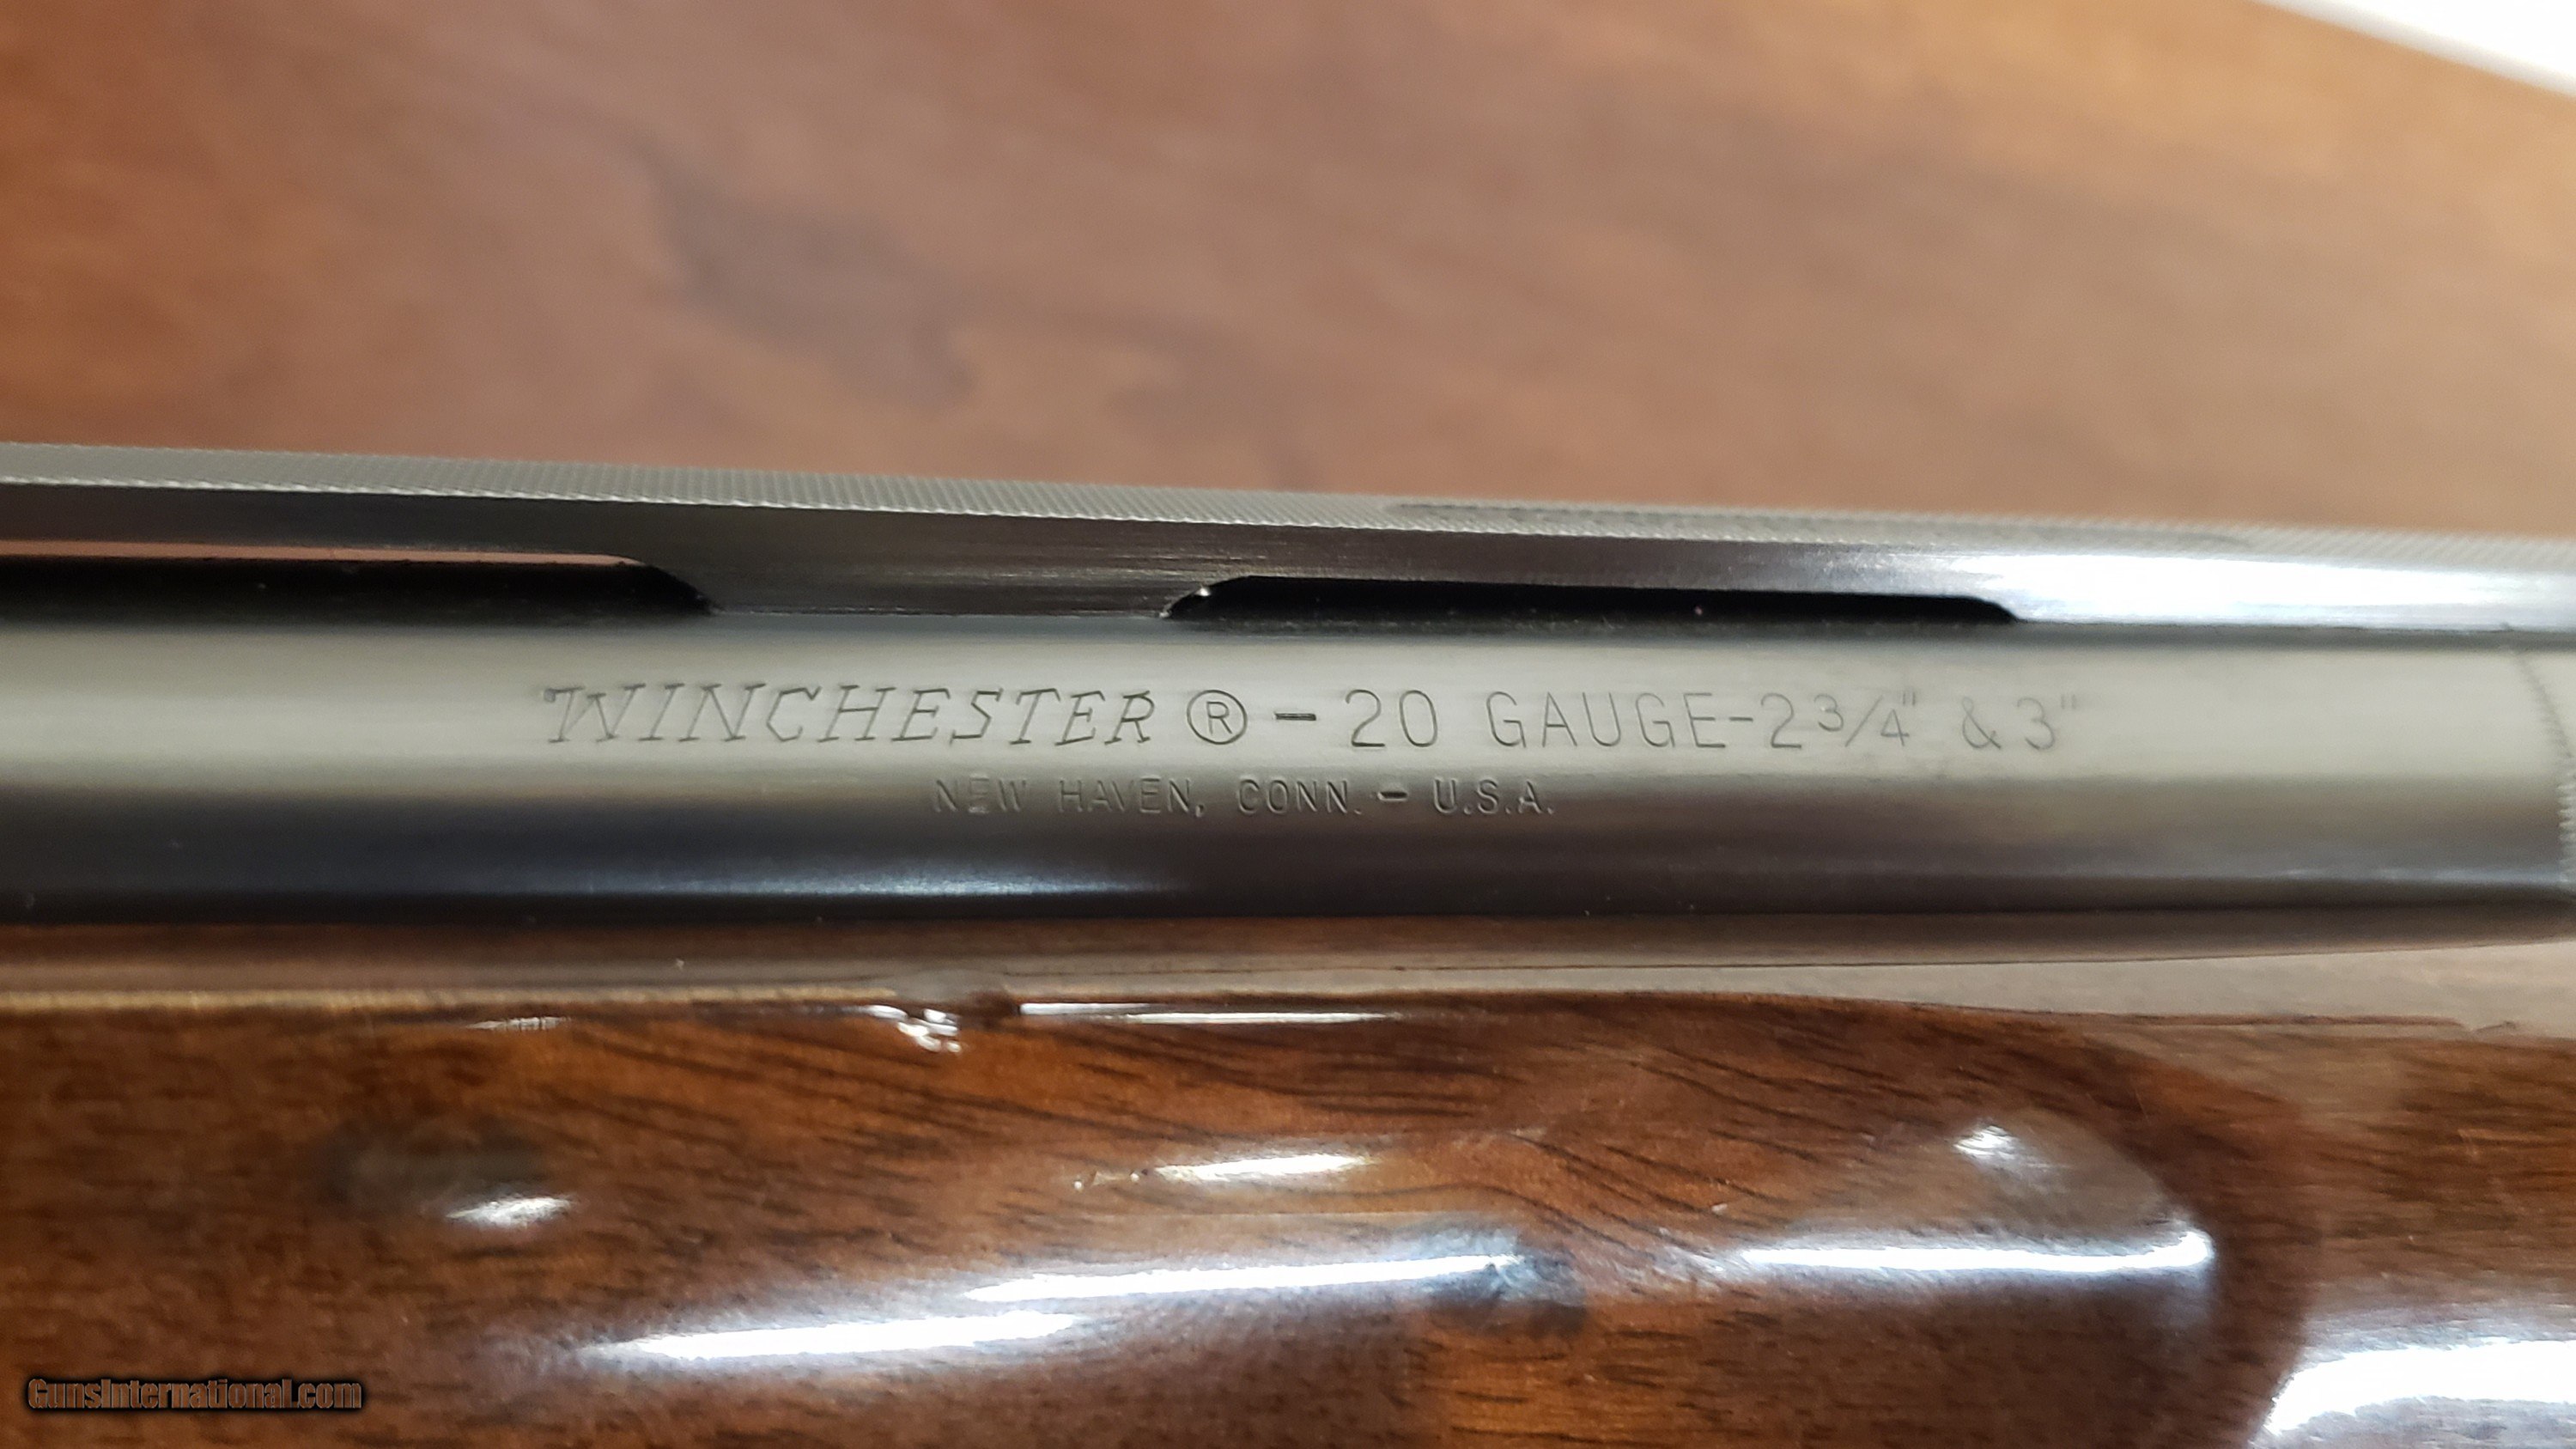 WINCHESTER ® - 20 GAUGE-2 3/4" & 3"
NEW HAVEN, CONN. - U.S.A.
GunsInternational.com